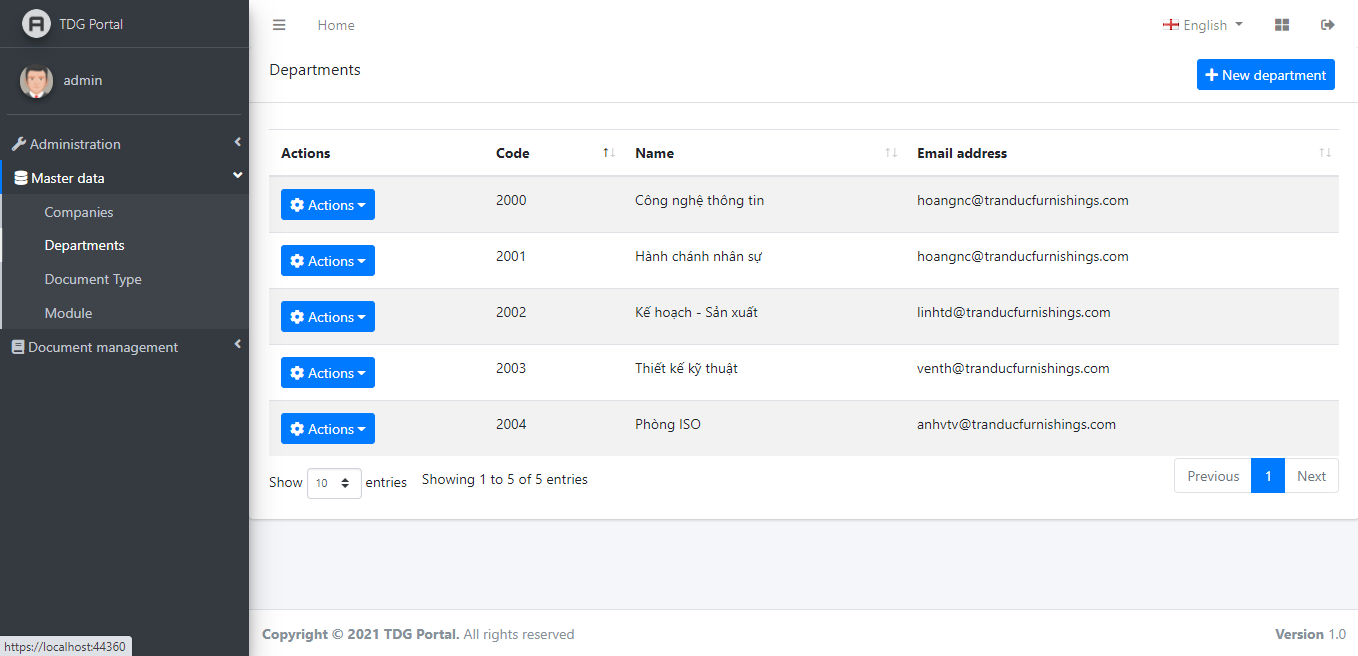 TDG Portal
Home
English
admin
Departments
New department
Administration
Master data
Companies
Departments
Document Type
Module
Document management
Actions Code Name Email address
Actions 2000 Công nghệ thông tin hoangnc@tranducfurnishings.com
Actions 2001 Hành chánh nhân sự hoangnc@tranducfurnishings.com
Actions 2002 Kế hoạch - Sản xuất linhtd@tranducfurnishings.com
Actions 2003 Thiết kế kỹ thuật venth@tranducfurnishings.com
Actions 2004 Phòng ISO anhvtv@tranducfurnishings.com
Show 10 entries Showing 1 to 5 of 5 entries
Previous 1 Next
Copyright © 2021 TDG Portal. All rights reserved
Version 1.0
https://localhost:44360